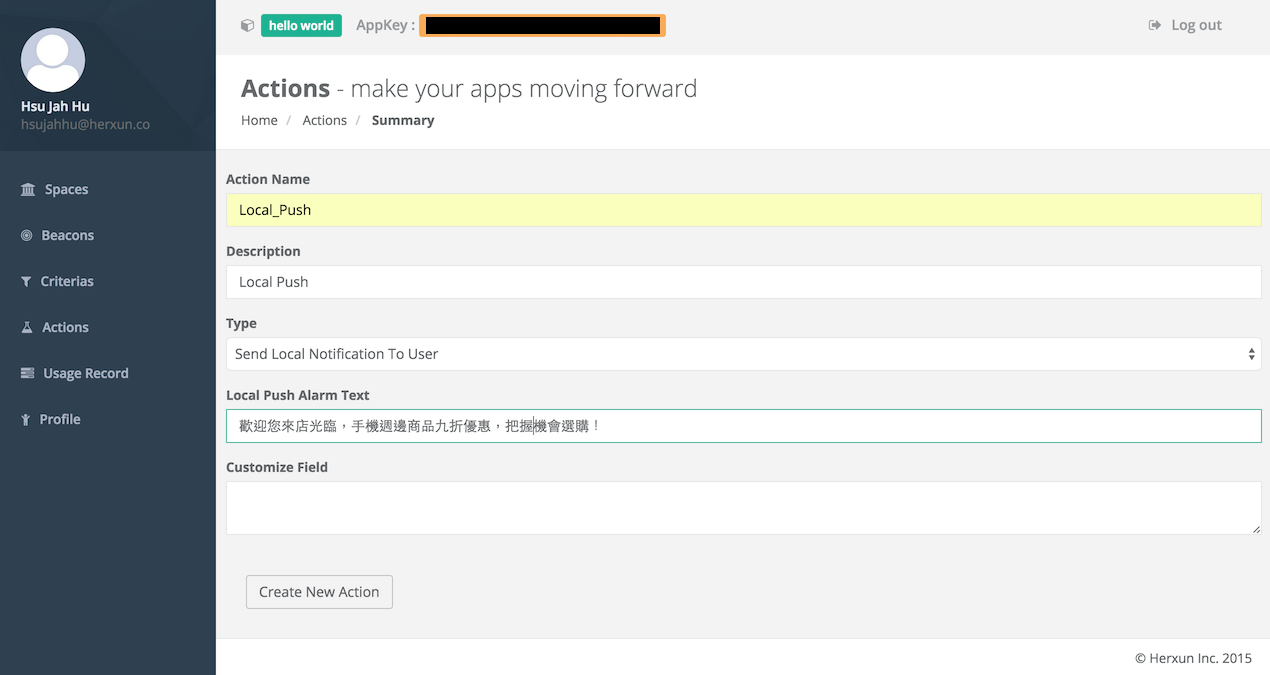 hello world AppKey : Log out
Hsu Jah Hu
hsujahhu@herxun.co
Spaces
Beacons
Criterias
Actions
Usage Record
Profile
Actions - make your apps moving forward
Home / Actions / Summary
Action Name
Local_Push
Description
Local Push
Type
Send Local Notification To User
Local Push Alarm Text
歡迎您來店光臨，手機週邊商品九折優惠，把握機會選購！
Customize Field
Create New Action
© Herxun Inc. 2015